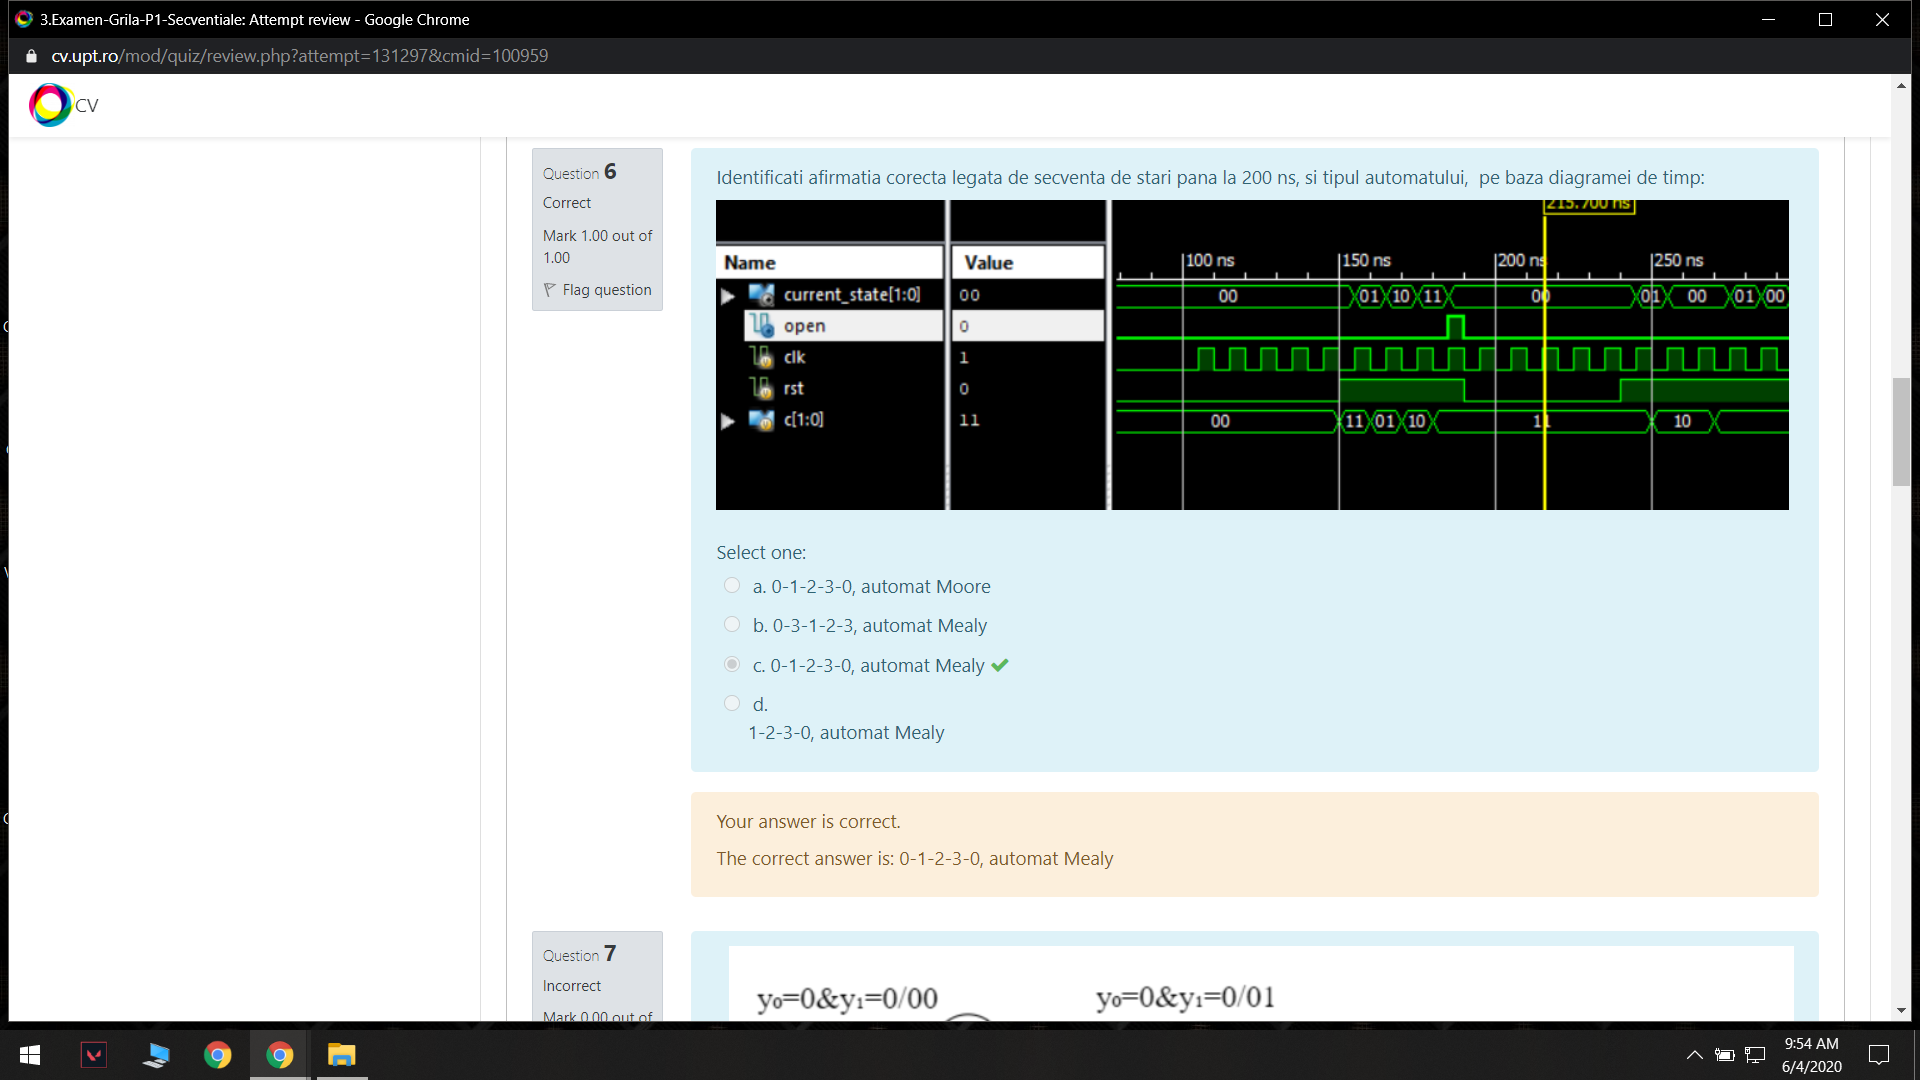 3.Examen-Grila-P1-Secventiale: Attempt review - Google Chrome
cv.upt.ro/mod/quiz/review.php?attempt=131297&cmid=100959
CV
Question 6
Correct
Mark 1.00 out of
1.00
Flag question
Identificati afirmatia corecta legata de secventa de stari pana la 200 ns, si tipul automatului, pe baza diagramei de timp:
215.700 ns
Name Value
100 ns 150 ns 200 ns 250 ns
current_state[1:0] 00 00 01 10 11 00 01 00 01 00
open 0
clk 1
rst 0
c[1:0] 11 00 11 01 10 11 10
Select one:
a. 0-1-2-3-0, automat Moore
b. 0-3-1-2-3, automat Mealy
c. 0-1-2-3-0, automat Mealy
d.
1-2-3-0, automat Mealy
Your answer is correct.
The correct answer is: 0-1-2-3-0, automat Mealy
Question 7
Incorrect
Mark 0.00 out of
y₀=0&y₁=0/00 y₀=0&y₁=0/01
9:54 AM
6/4/2020